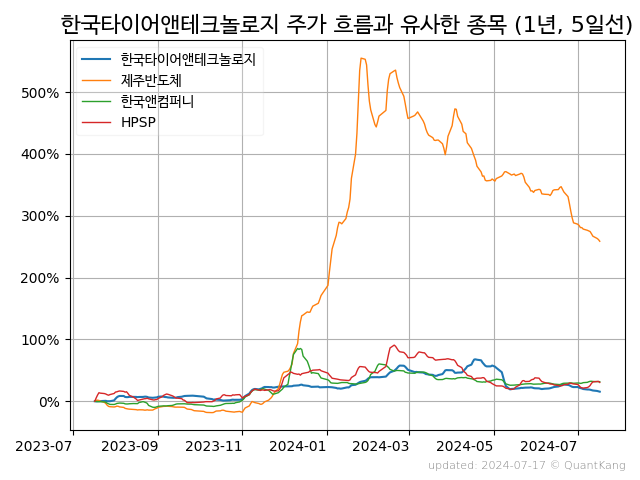 한국타이어앤테크놀로지 주가 흐름과 유사한 종목 (1년, 5일선)
한국타이어앤테크놀로지
제주반도체
한국앤컴퍼니
HPSP
500%
400%
300%
200%
100%
0%
2023-07 2023-09 2023-11 2024-01 2024-03 2024-05 2024-07
updated: 2024-07-17 © QuantKang